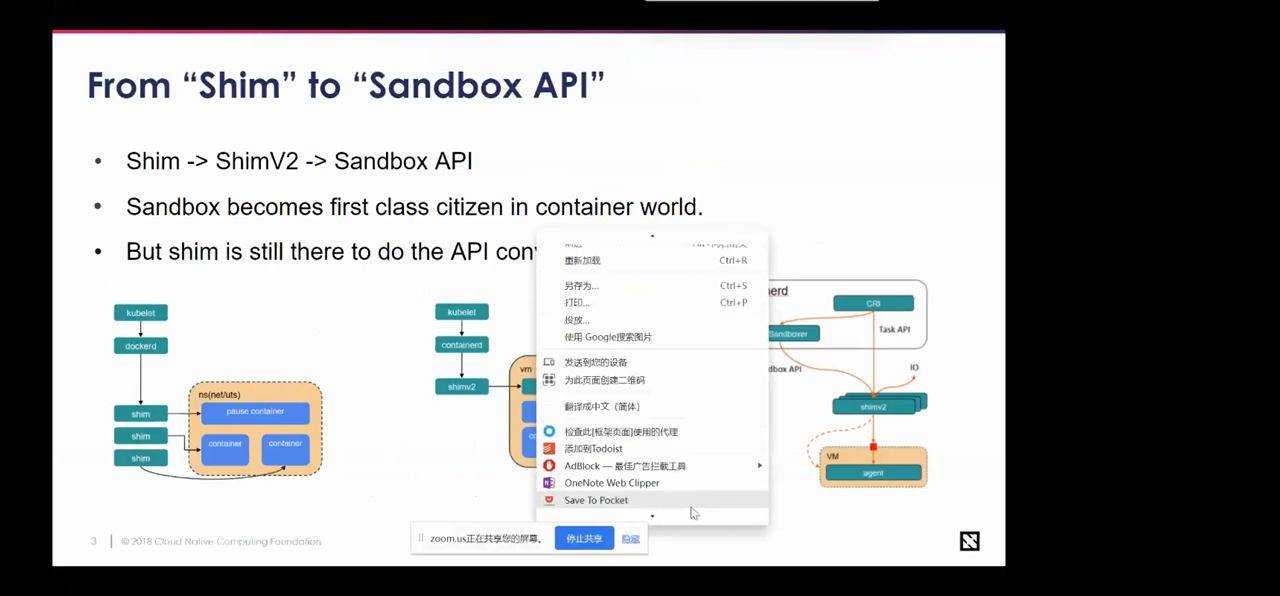 From “Shim” to “Sandbox API”
• Shim -> ShimV2 -> Sandbox API
• Sandbox becomes first class citizen in container world.
• But shim is still there to do the API con
kubelet
dockerd
shim
shim
shim
ns(net/uts)
pause container
container
container
kubelet
containerd
shimv2
vm
重新加载 Ctrl+R
另存为... Ctrl+S
打印... Ctrl+P
投放...
使用 Google搜索图片
发送到您的设备
为此页面创建二维码
翻译成中文（简体）
检查此[框架页面]使用的代理
添加到Todoist
AdBlock — 最佳广告拦截工具
OneNote Web Clipper
Save To Pocket
nerd
CRI
Sandboxer
Task API
dbox API
IO
shimv2
VM
agent
zoom.us正在共享您的屏幕。 停止共享 隐藏
3 | © 2018 Cloud Native Computing Foundation